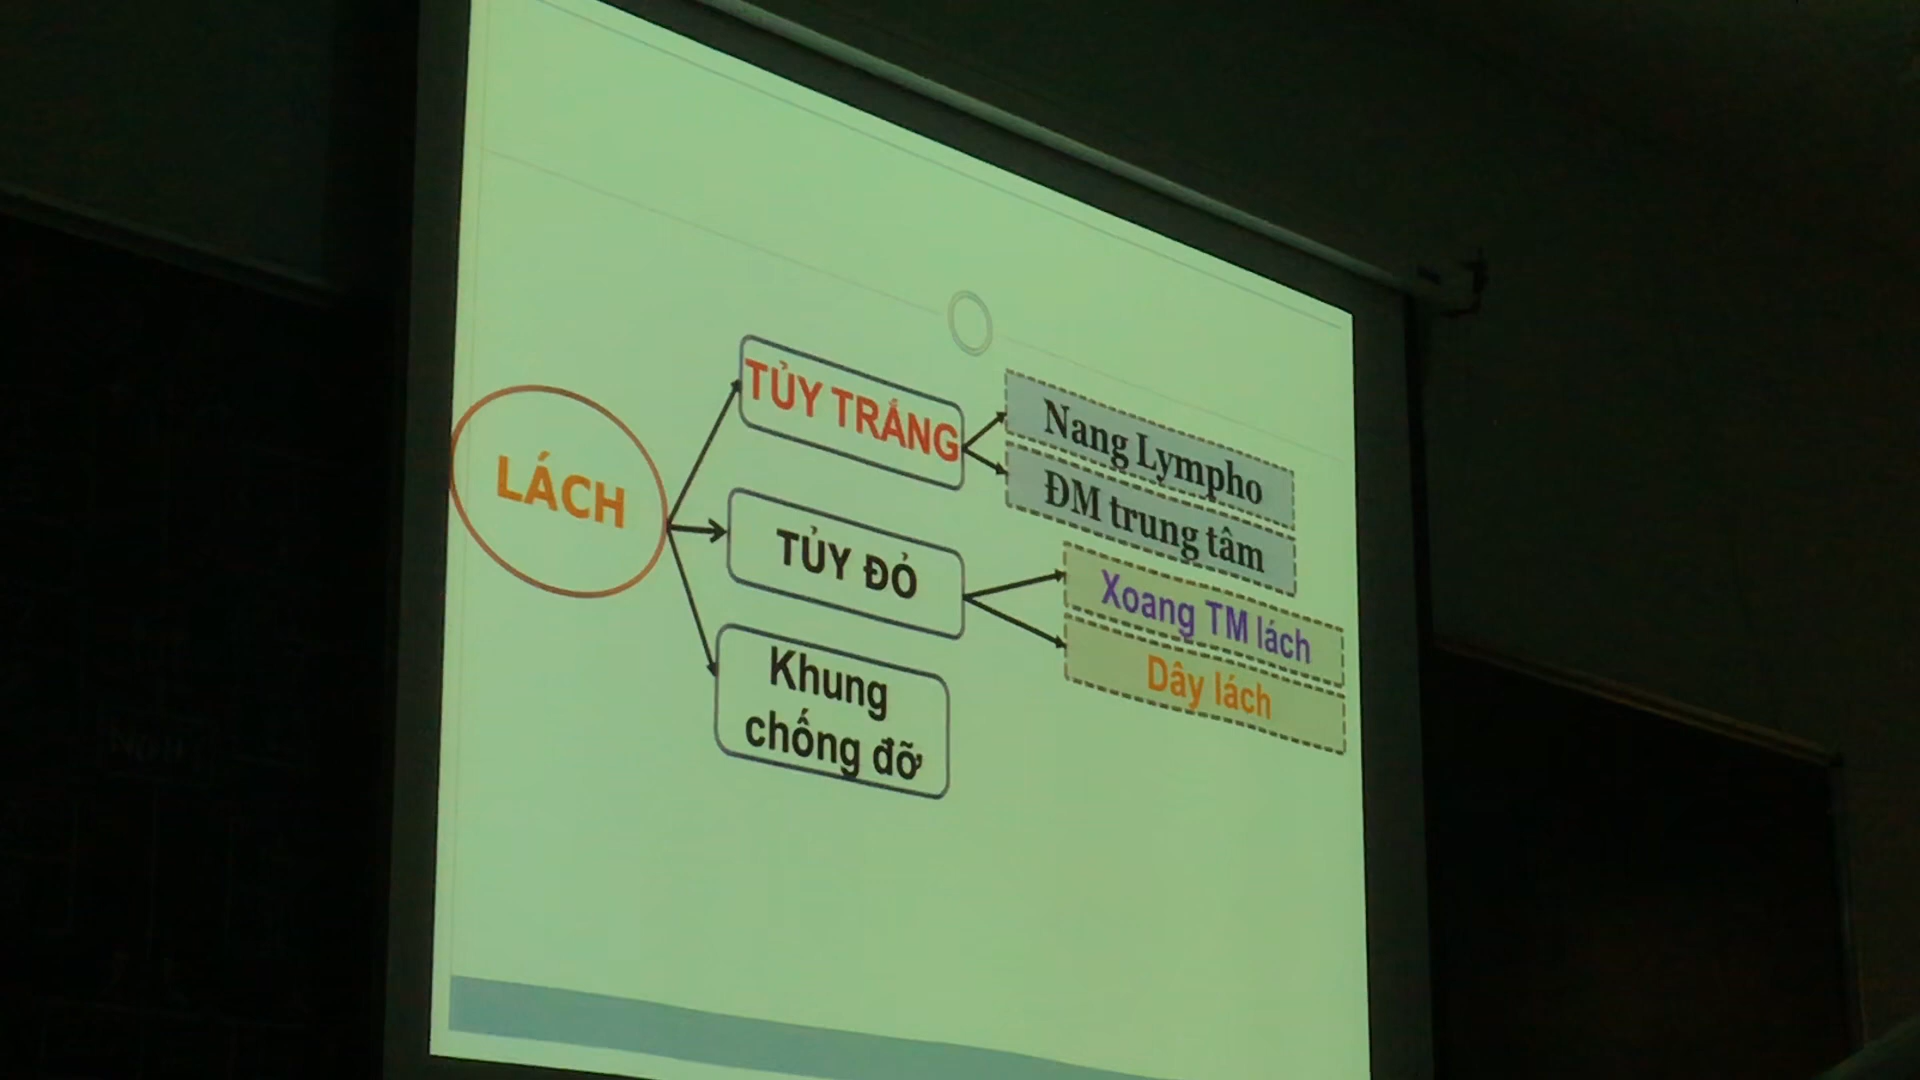 LÁCH
TỦY TRẮNG
Nang Lympho
ĐM trung tâm
TỦY ĐỎ
Xoang TM lách
Dây lách
Khung
chống đỡ